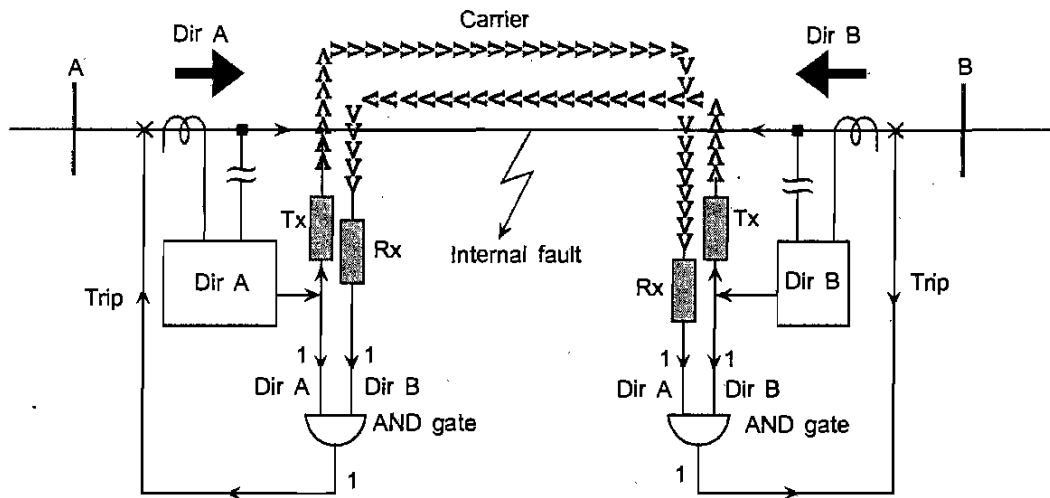 Carrier
Dir A
Dir B
A
B
Tx
Rx
Internal fault
Tx
Rx
Dir A
Dir B
Trip
Trip
1
1
1
1
Dir A
Dir B
Dir A
Dir B
AND gate
AND gate
1
1